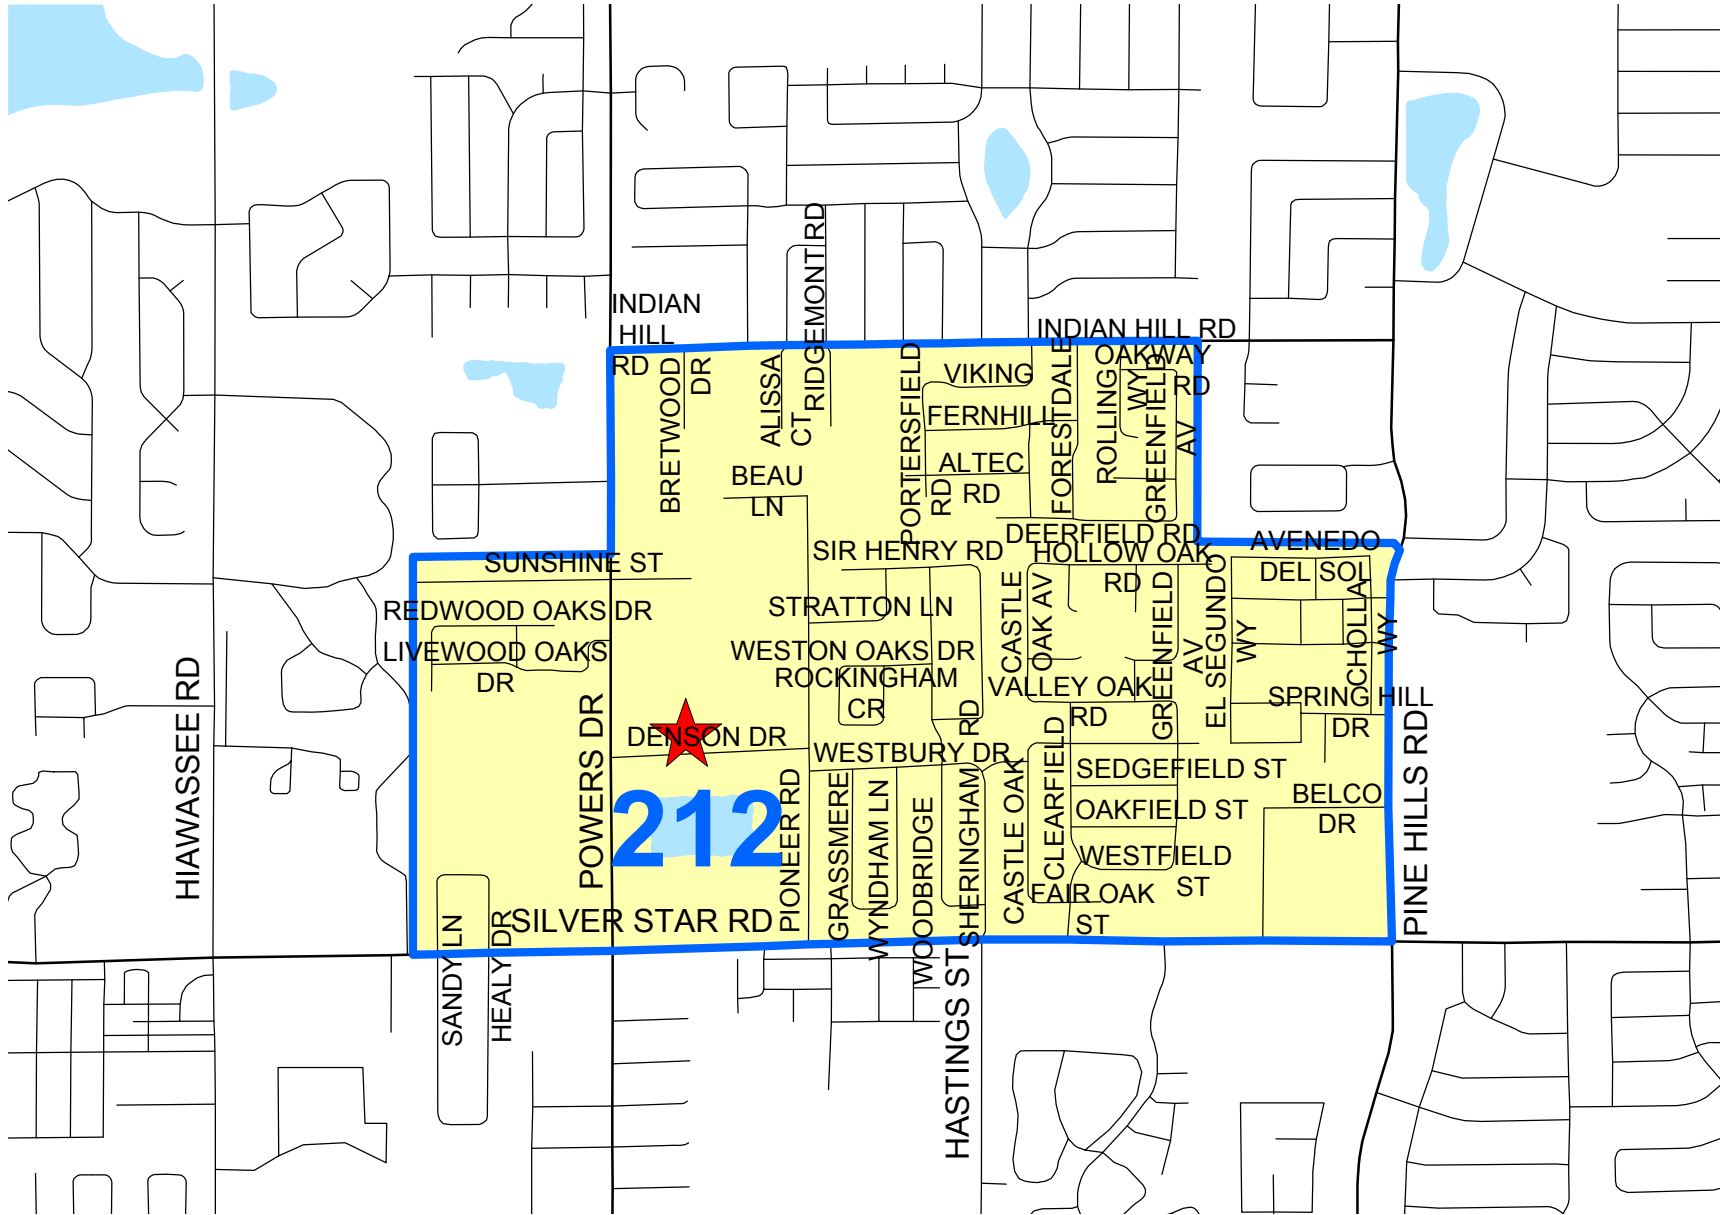 INDIAN
HILL
RD
INDIAN HILL RD
RIDGEMONT RD
BRETWOOD
DR
ALISSA
CT
PORTERSFIELD
RD
VIKING
FERNHILL
ALTEC
RD
FORESTDALE
ROLLING
OAKWAY
WY
RD
GREENFIELD
AV
BEAU
LN
DEERFIELD RD
SIR HENRY RD
HOLLOW OAK
RD
AVENEDO
DEL SOL
SUNSHINE ST
REDWOOD OAKS DR
LIVEWOOD OAKS
DR
STRATTON LN
WESTON OAKS DR
ROCKINGHAM
CR
CASTLE
OAK AV
GREENFIELD
AV
EL SEGUNDO
WY
CHOLLA
WY
VALLEY OAK
RD
SPRING HILL
DR
HIAWASSEE RD
POWERS DR
DENSON DR
WESTBURY DR
SHERINGHAM
RD
212
PIONEER RD
GRASSMERE
WYNDHAM LN
WOODBRIDGE
CASTLE OAK
CLEARFIELD
SEDGEFIELD ST
OAKFIELD ST
WESTFIELD
ST
FAIR OAK
ST
BELCO
DR
PINE HILLS RD
SILVER STAR RD
SANDY LN
HEALY DR
HASTINGS ST